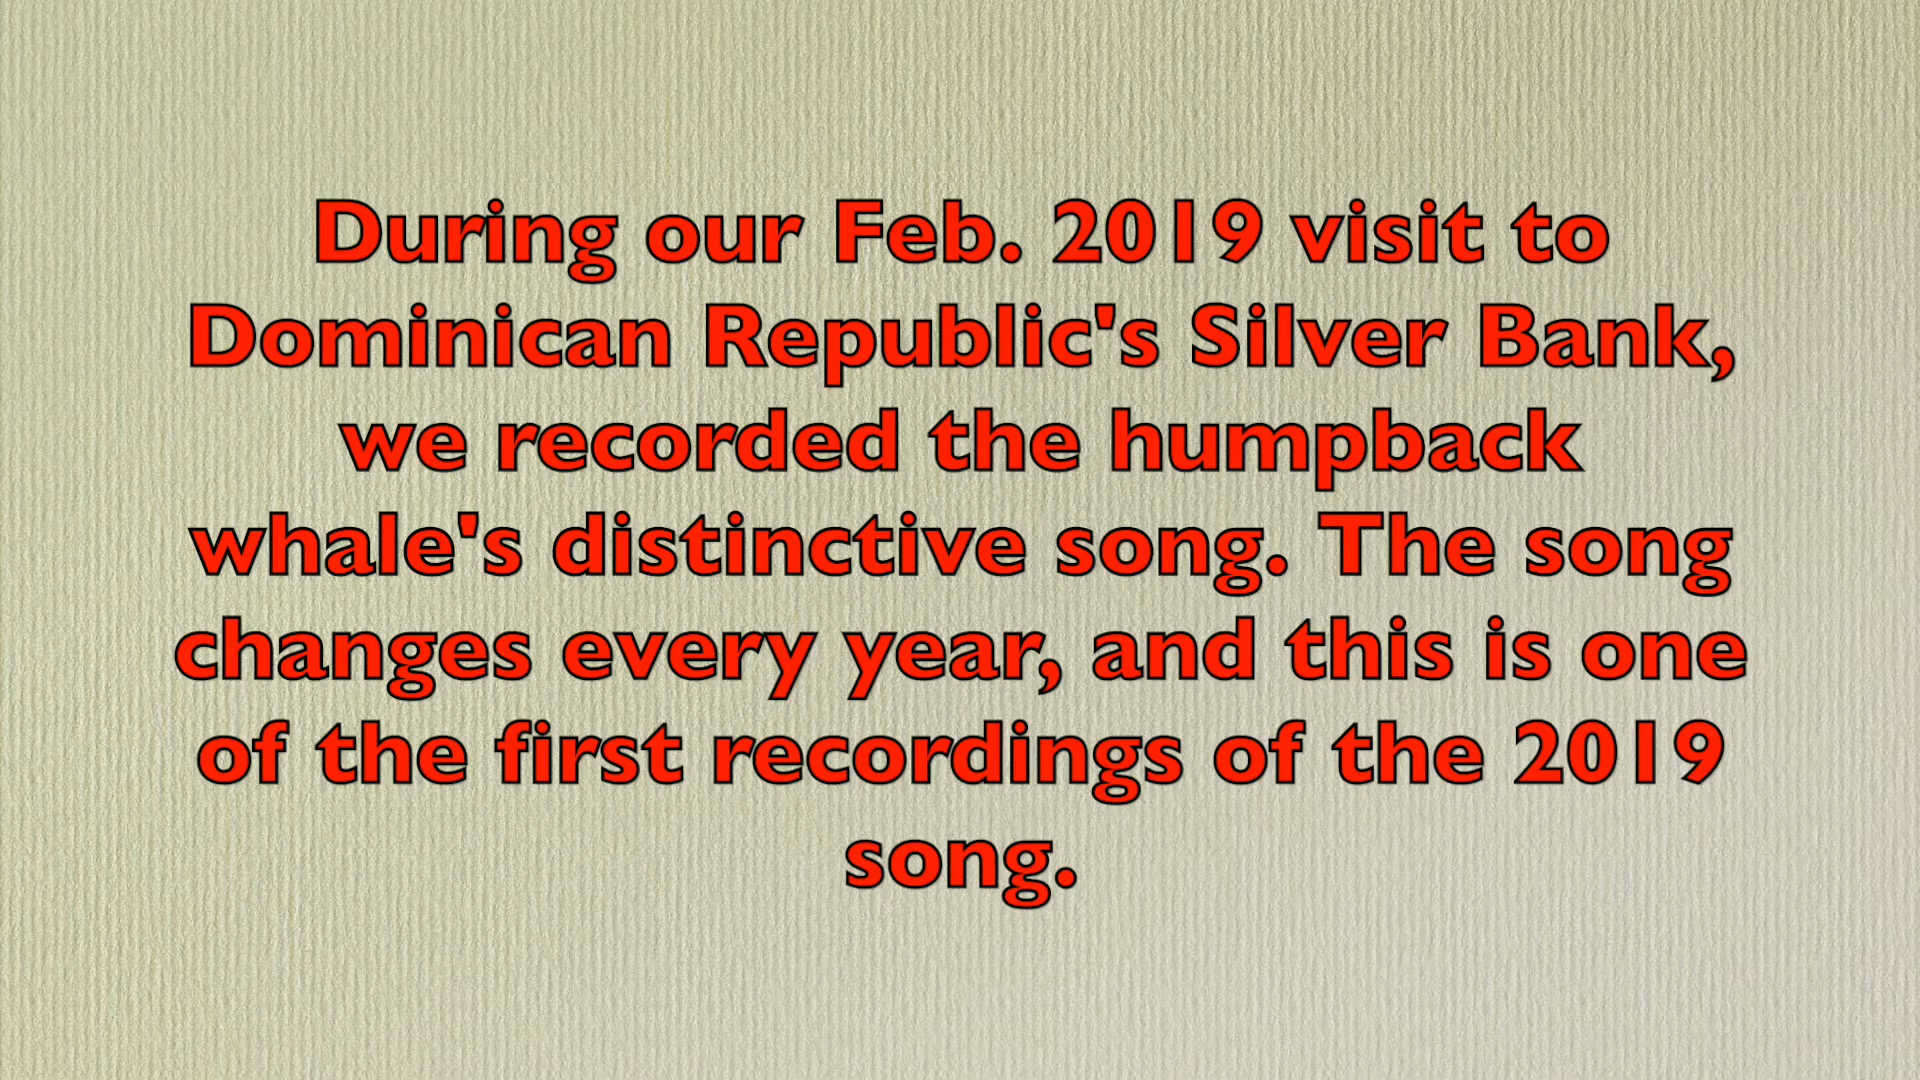 During our Feb. 2019 visit to
Dominican Republic's Silver Bank,
we recorded the humpback
whale's distinctive song. The song
changes every year, and this is one
of the first recordings of the 2019
song.